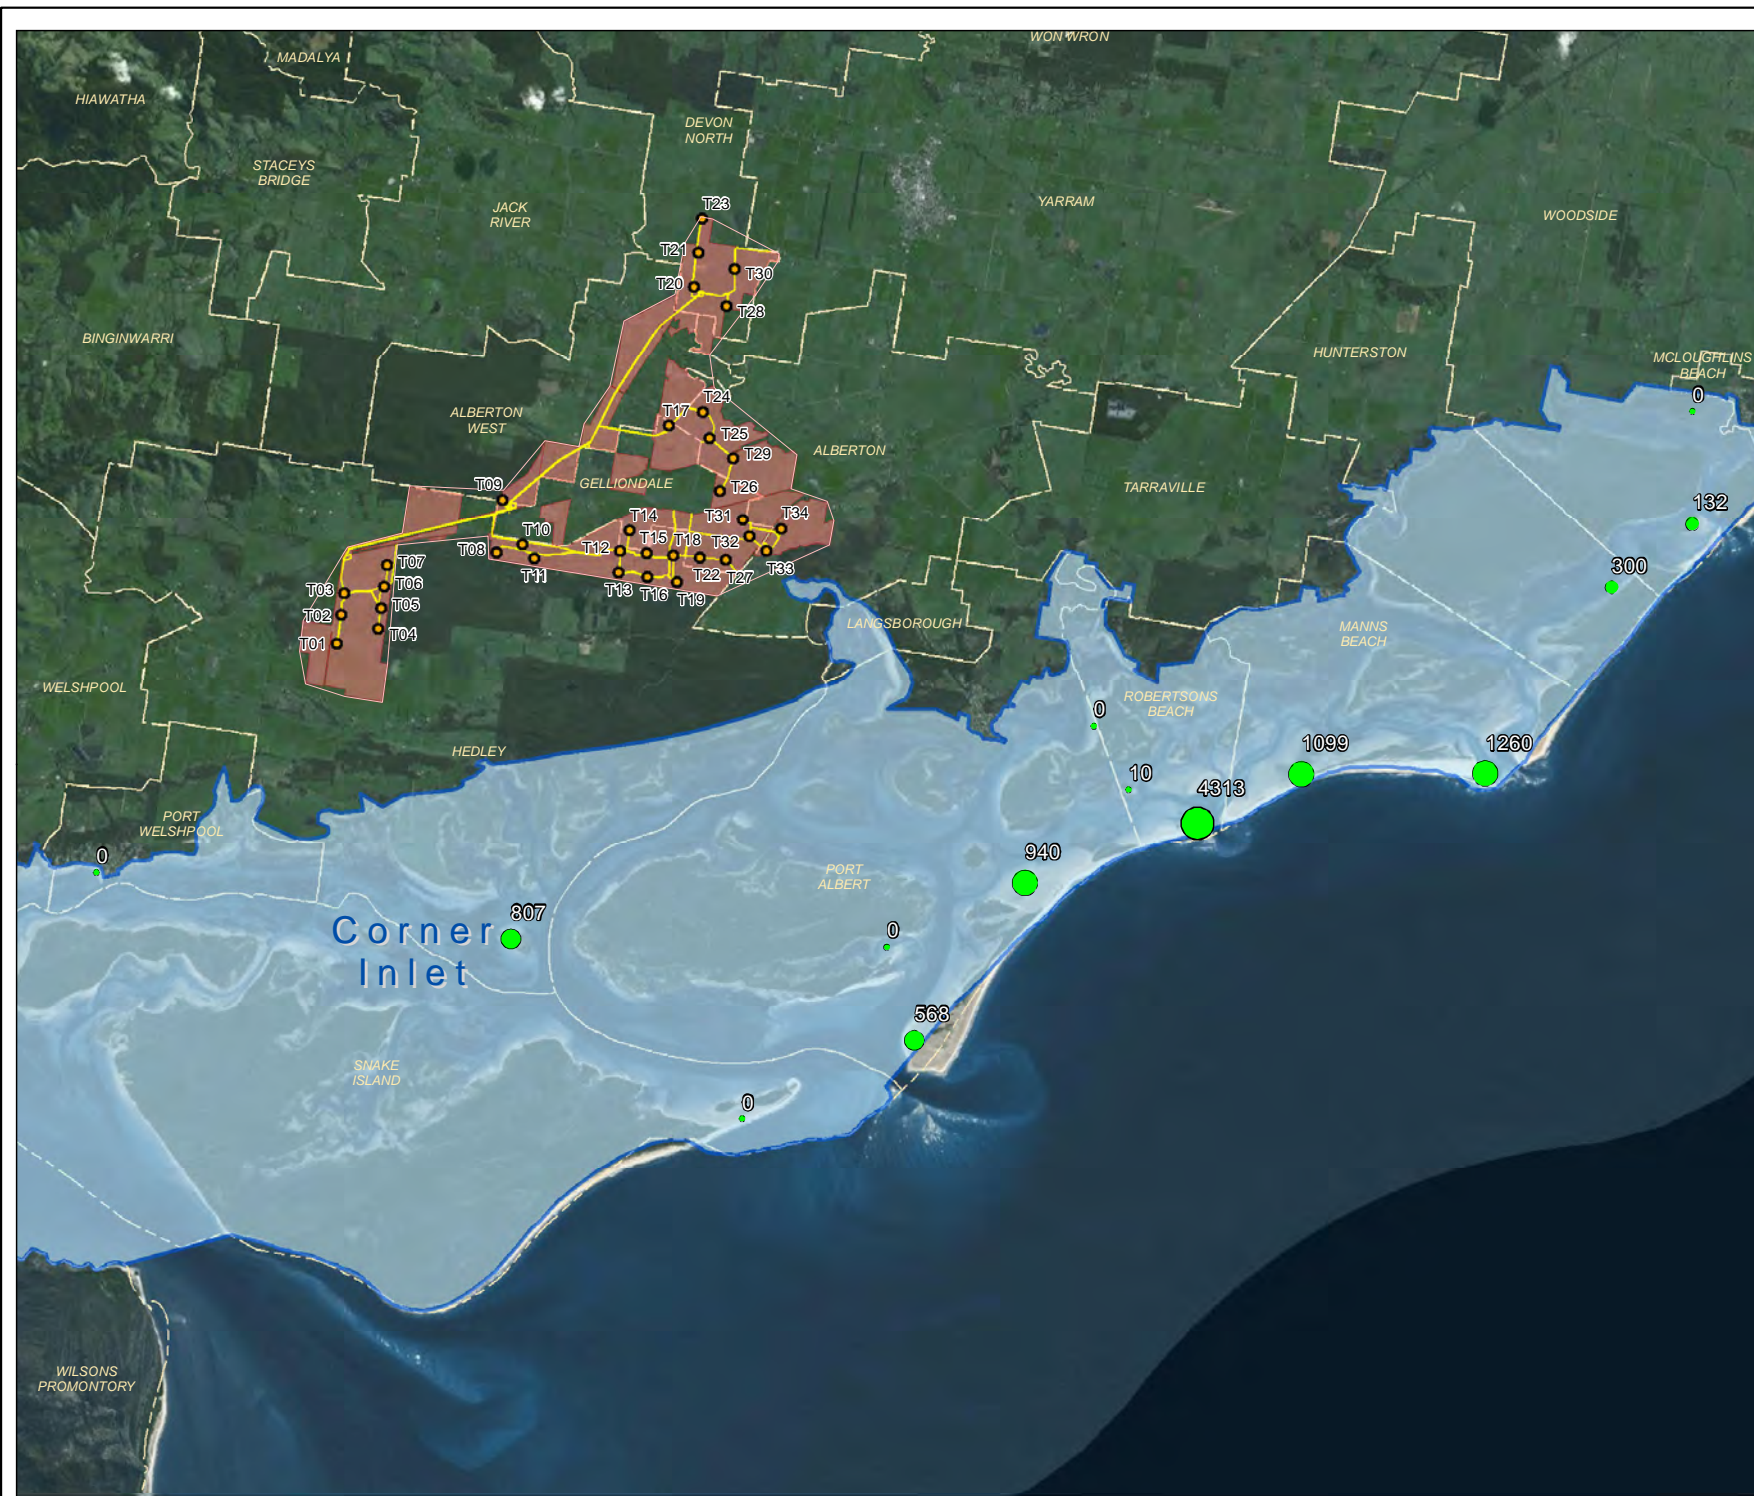 WON WRON
MADALYA
HIAWATHA
DEVON
NORTH
STACEYS
BRIDGE
JACK
RIVER
YARRAM
WOODSIDE
T23
T21
T30
T20
T28
BINGINWARRI
HUNTERSTON
MCLOUGHLINS
BEACH
0
ALBERTON
WEST
T24
T17
T25
ALBERTON
T29
GELLIONDALE
T09
T26
TARRAVILLE
132
T31
T34
T14
T10
T15
T18
T32
T12
T08
T11
T33
T22
T27
T13
T16
T19
300
T07
T06
T03
T05
T02
T04
T01
LANGSBOROUGH
MANNS
BEACH
WELSHPOOL
ROBERTSONS
BEACH
0
HEDLEY
1099
1260
10
4313
PORT
WELSHPOOL
0
940
PORT
ALBERT
807
Corner
Inlet
0
568
SNAKE
ISLAND
0
WILSONS
PROMONTORY